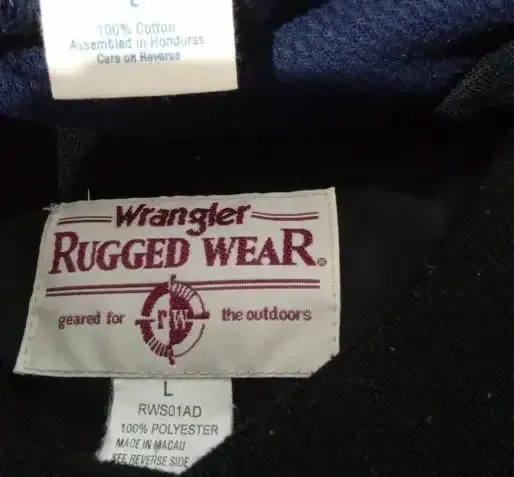 L
100% Cotton
Assembled in Honduras
Care on Reverse
Wrangler
RUGGED WEAR®
geared for rw the outdoors
L
RWS01AD
100% POLYESTER
MADE IN MACAU
SEE REVERSE SIDE